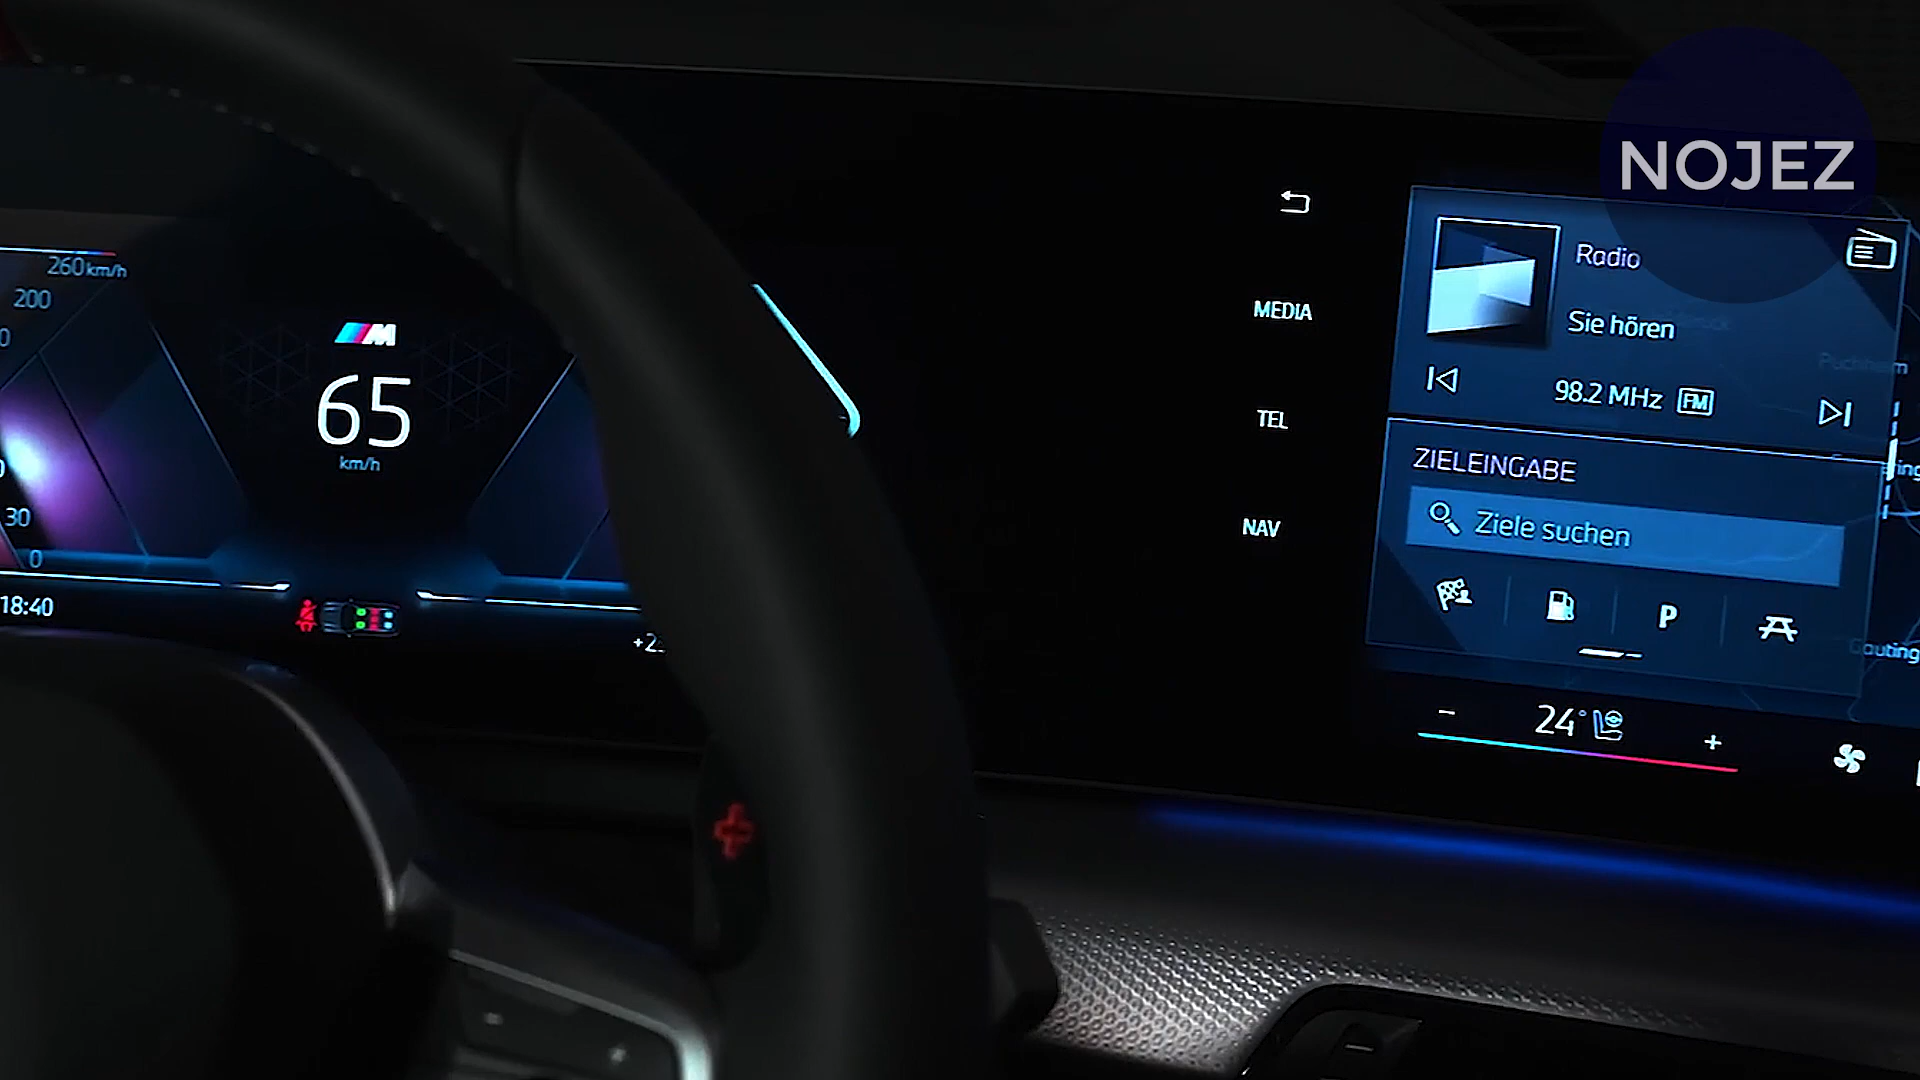 NOJEZ
260 km/h
200
M
65
km/h
30
0
18:40
MEDIA
TEL
NAV
Radio
Sie hören
98.2 MHz FM
ZIELEINGABE
Ziele suchen
P
- 24° +